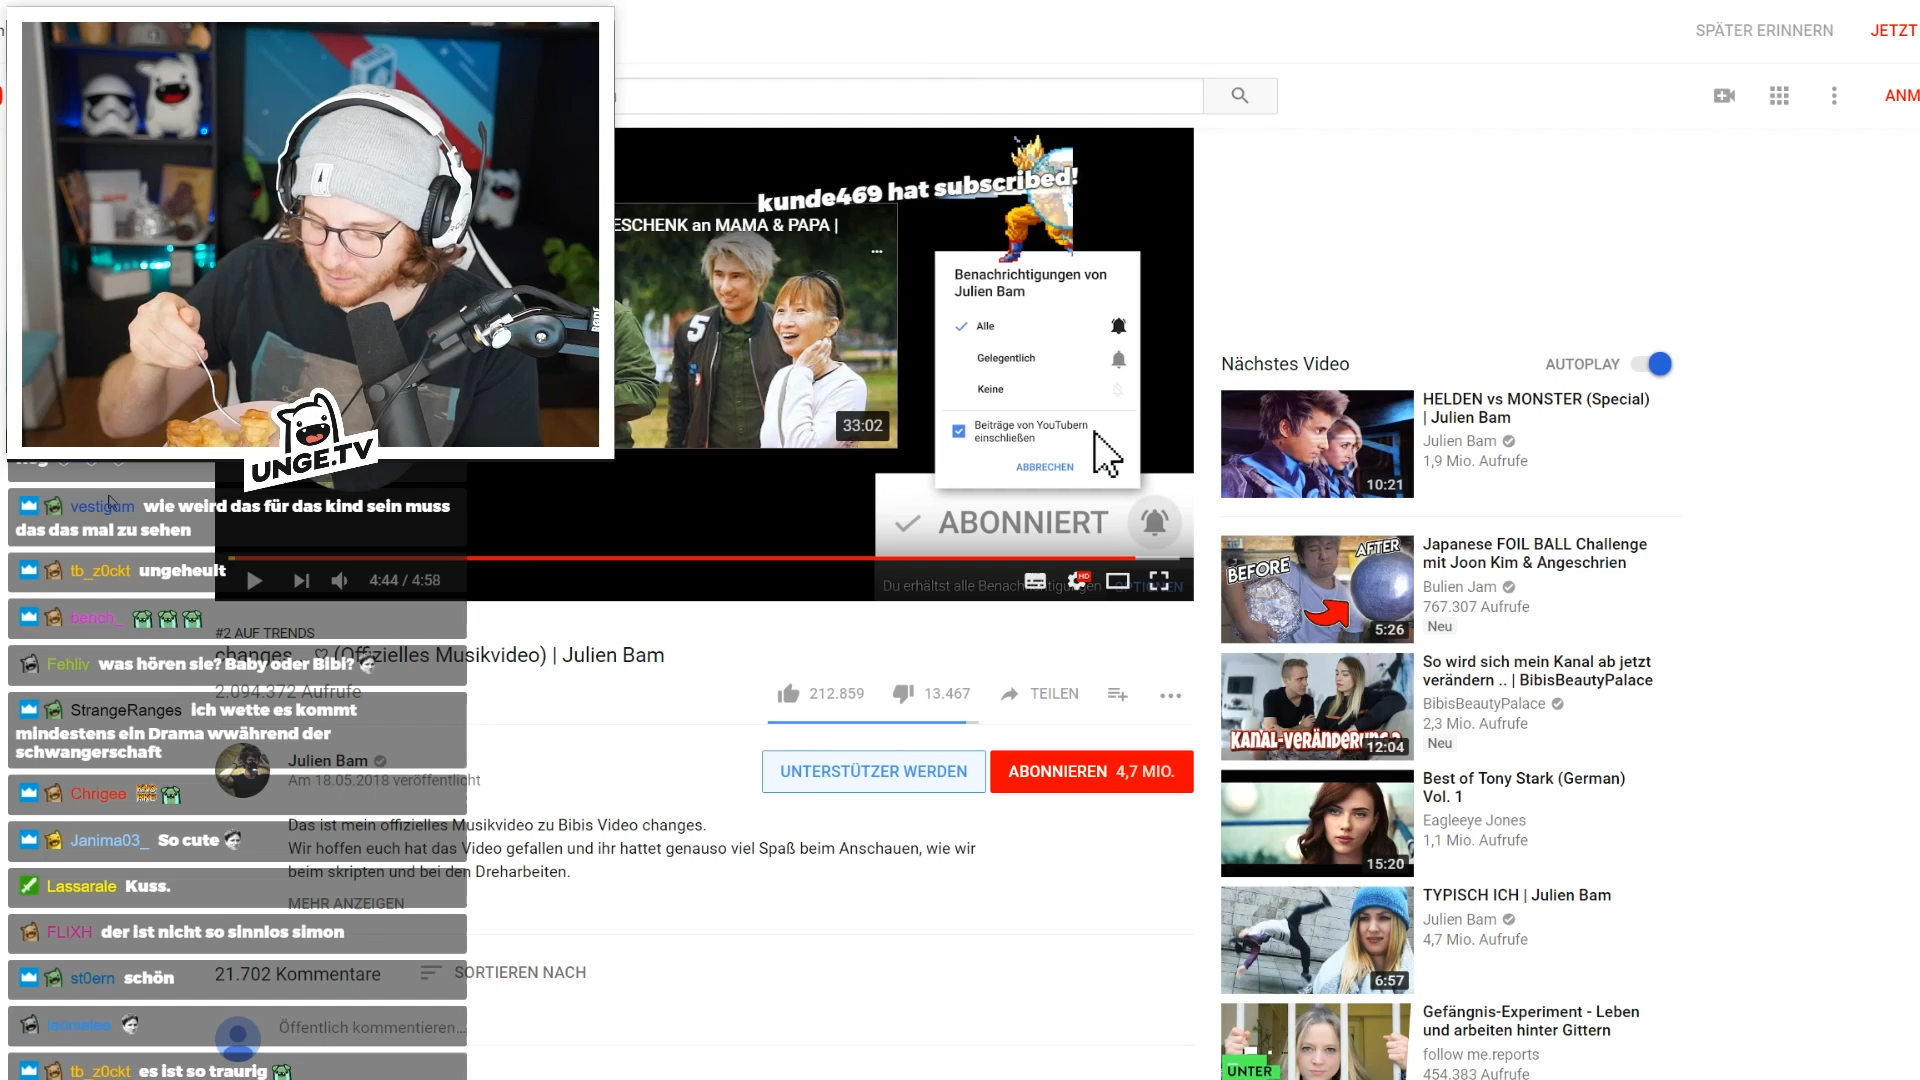 SPÄTER ERINNERN
JETZT
ANM
kunde469 hat subscribed!
ESCHENK an MAMA & PAPA |
5
33:02
Benachrichtigungen von
Julien Bam
Alle
Gelegentlich
Keine
Beiträge von YouTubern
einschließen
ABBRECHEN
ABONNIERT
Du erhältst alle Benachrichtigungen OPTIONEN
RØDE
UNGE.TV
4:44 / 4:58
HD
vestigam wie weird das für das kind sein muss
das das mal zu sehen
tb_z0ckt ungeheult
bench_
Fehliv was hören sie? Baby oder Bibi?
StrangeRanges ich wette es kommt
mindestens ein Drama wwährend der
schwangerschaft
Chrigee
Janima03_ So cute
Lassarale Kuss.
FLIXH der ist nicht so sinnlos simon
st0ern schön
tb_z0ckt es ist so traurig
#2 AUF TRENDS
changes ♡ (Offizielles Musikvideo) | Julien Bam
2.094.372 Aufrufe
212.859
13.467
TEILEN
Julien Bam
Am 18.05.2018 veröffentlicht
UNTERSTÜTZER WERDEN
ABONNIEREN 4,7 MIO.
Das ist mein offizielles Musikvideo zu Bibis Video changes.
Wir hoffen euch hat das Video gefallen und ihr hattet genauso viel Spaß beim Anschauen, wie wir
beim skripten und bei den Dreharbeiten.
MEHR ANZEIGEN
21.702 Kommentare
SORTIEREN NACH
Öffentlich kommentieren...
Nächstes Video
AUTOPLAY
10:21
HELDEN vs MONSTER (Special)
| Julien Bam
Julien Bam
1,9 Mio. Aufrufe
BEFORE
AFTER
5:26
Japanese FOIL BALL Challenge
mit Joon Kim & Angeschrien
Bulien Jam
767.307 Aufrufe
Neu
KANAL-VERÄNDERUNG?
12:04
So wird sich mein Kanal ab jetzt
verändern .. | BibisBeautyPalace
BibisBeautyPalace
2,3 Mio. Aufrufe
Neu
15:20
Best of Tony Stark (German)
Vol. 1
Eagleeye Jones
1,1 Mio. Aufrufe
6:57
TYPISCH ICH | Julien Bam
Julien Bam
4,7 Mio. Aufrufe
UNTER
Gefängnis-Experiment - Leben
und arbeiten hinter Gittern
follow me.reports
454.383 Aufrufe